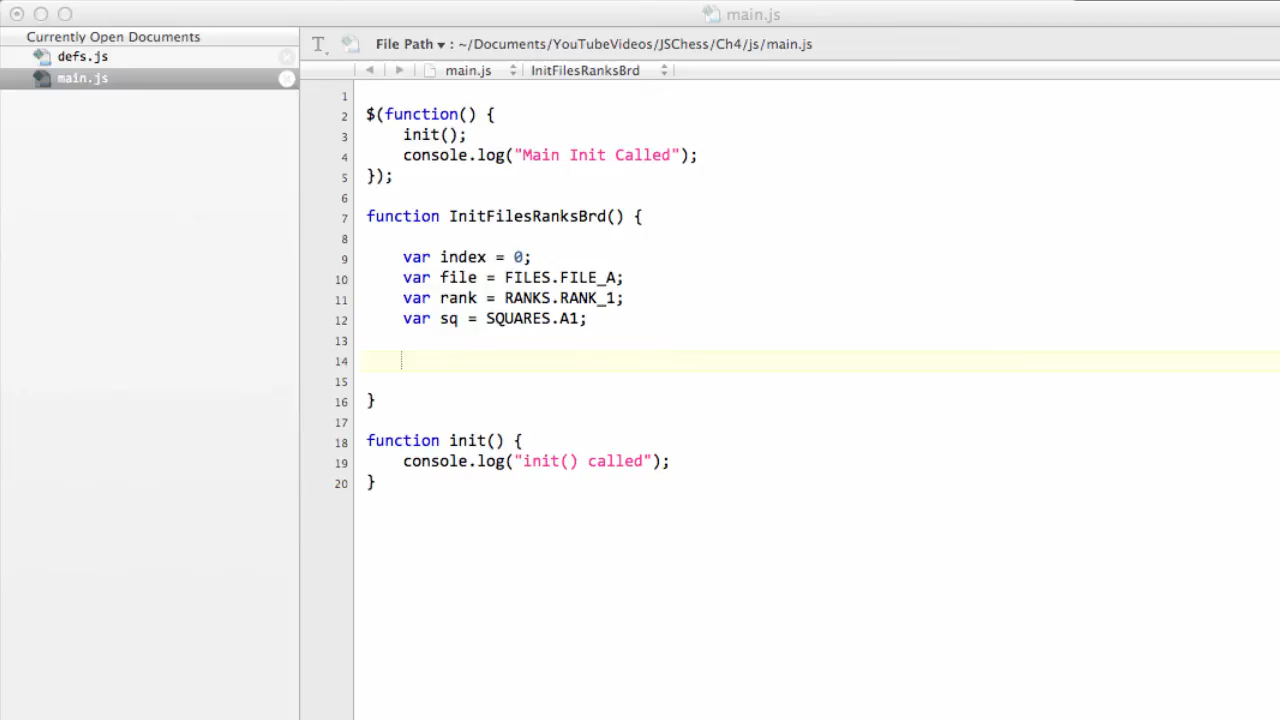 main.js
Currently Open Documents
defs.js
main.js
File Path ▾ : ~/Documents/YouTubeVideos/JSChess/Ch4/js/main.js
main.js InitFilesRanksBrd
1
2 $(function() {
3     init();
4     console.log("Main Init Called");
5 });
6
7 function InitFilesRanksBrd() {
8
9     var index = 0;
10     var file = FILES.FILE_A;
11     var rank = RANKS.RANK_1;
12     var sq = SQUARES.A1;
13
14
15
16 }
17
18 function init() {
19     console.log("init() called");
20 }